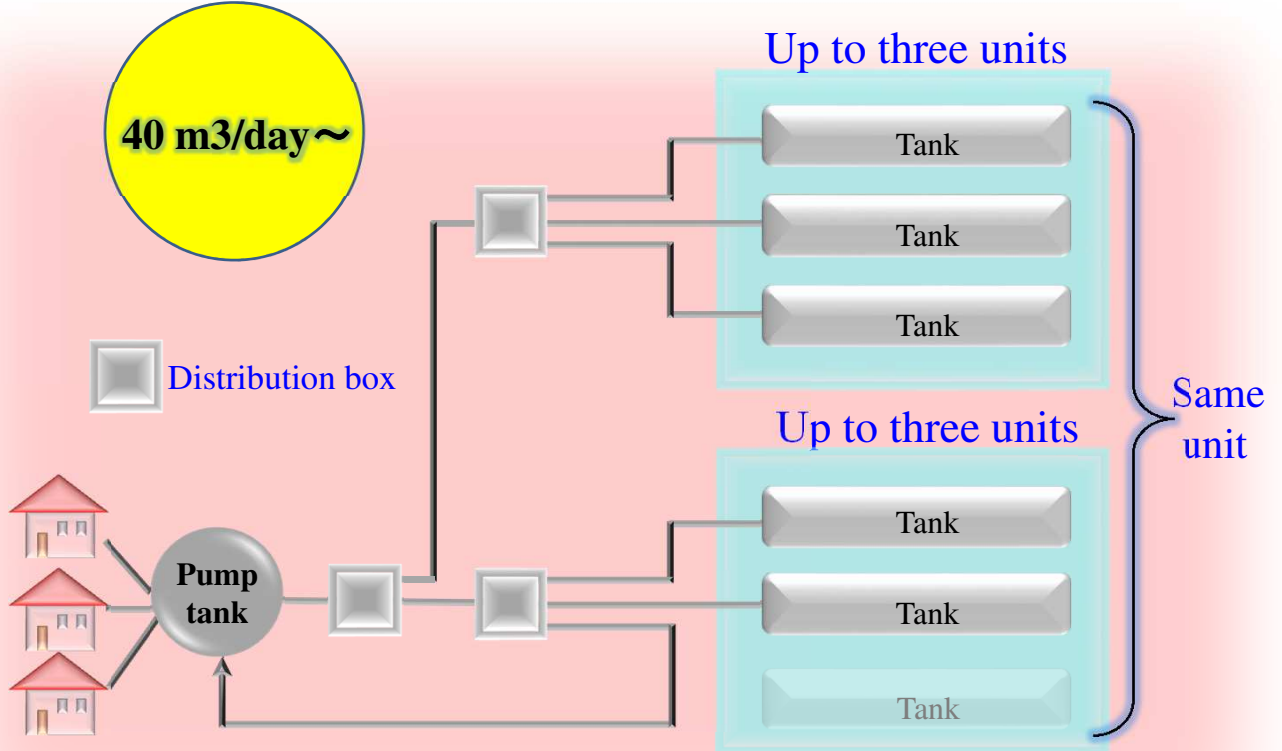 40 m3/day～
Up to three units
Tank
Tank
Tank
Distribution box
Up to three units
Same
unit
Tank
Pump
tank
Tank
Tank